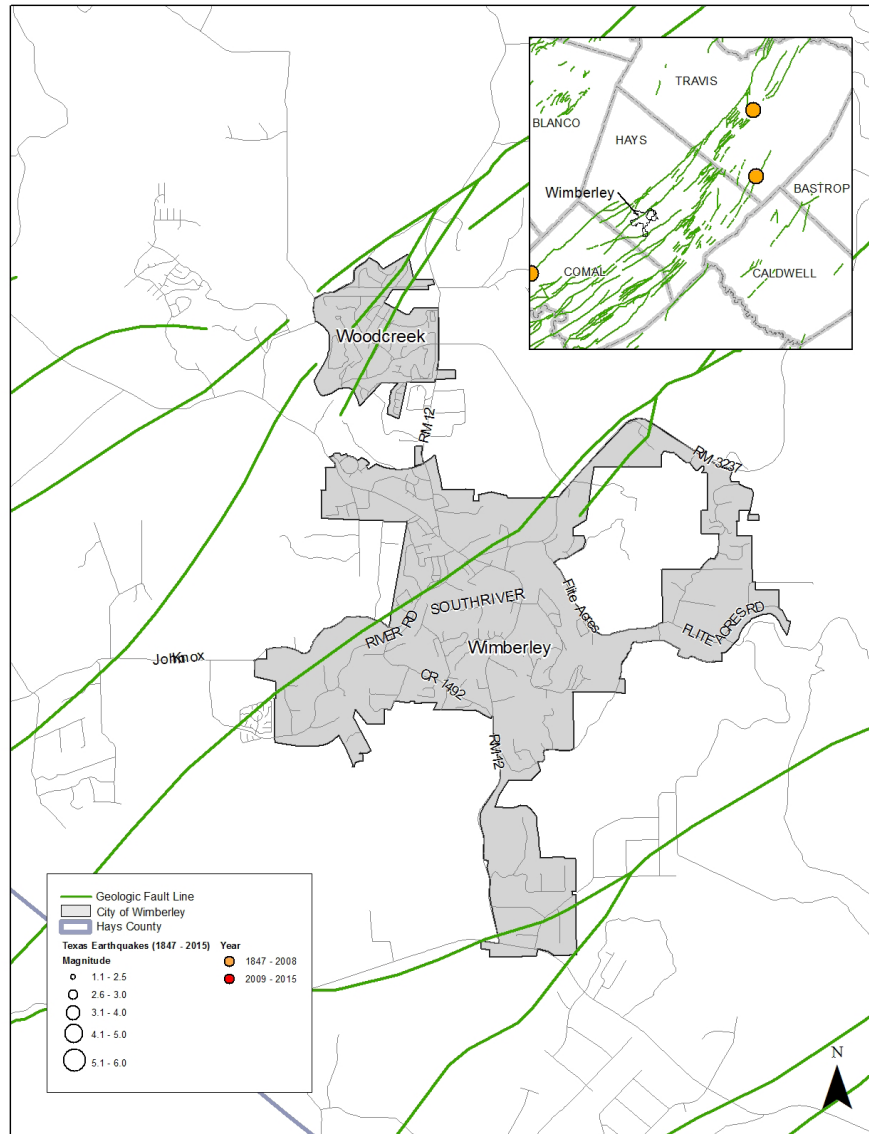 TRAVIS
BLANCO
HAYS
Wimberley
BASTROP
COMAL
CALDWELL
Woodcreek
RM-12
RM-3237
SOUTHRIVER
Flite Acres
RIVER RD
FLITE ACRES RD
Wimberley
John Knox
CR 1492
RM-12
Geologic Fault Line
City of Wimberley
Hays County
Texas Earthquakes (1847 - 2015) Year
Magnitude
1847 - 2008
1.1 - 2.5
2009 - 2015
2.6 - 3.0
3.1 - 4.0
4.1 - 5.0
5.1 - 6.0
N